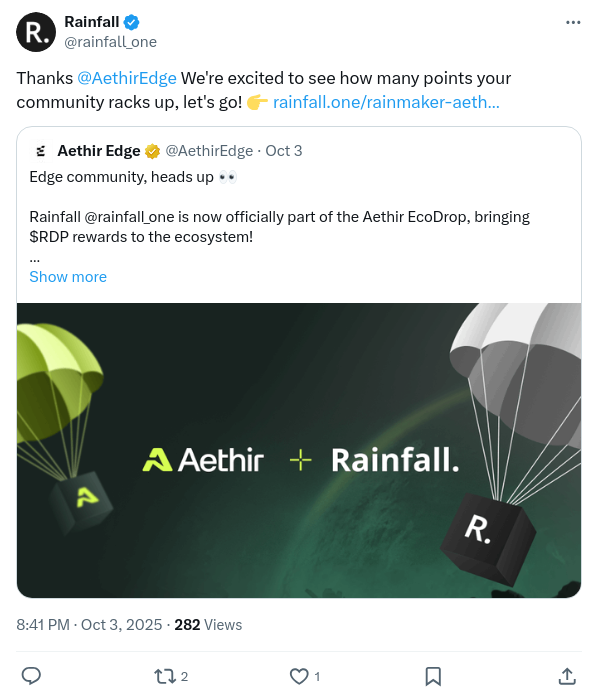 Rainfall
@rainfall_one
Thanks @AethirEdge We're excited to see how many points your
community racks up, let's go! 👉 rainfall.one/rainmaker-aeth...
Aethir Edge @AethirEdge · Oct 3
Edge community, heads up 👀
Rainfall @rainfall_one is now officially part of the Aethir EcoDrop, bringing
$RDP rewards to the ecosystem!
...
Show more
Aethir + Rainfall.
R.
8:41 PM · Oct 3, 2025 · 282 Views
2 1